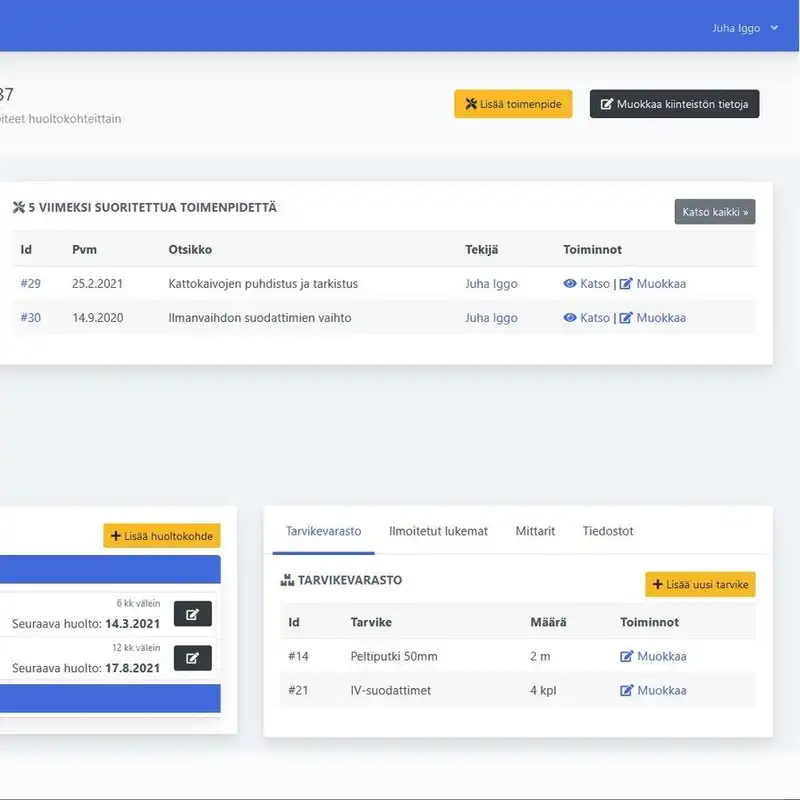 Juha Iggo
37
Lisää toimenpide
Muokkaa kiinteistön tietoja
huoltokohteittain
5 VIIMEKSI SUORITETTUA TOIMENPIDETTÄ
Katso kaikki »
Id Pvm Otsikko Tekijä Toiminnot
#29 25.2.2021 Kattokaivojen puhdistus ja tarkistus Juha Iggo Katso | Muokkaa
#30 14.9.2020 Ilmanvaihdon suodattimien vaihto Juha Iggo Katso | Muokkaa
Lisää huoltokohde
6 kk välein
Seuraava huolto: 14.3.2021
12 kk välein
Seuraava huolto: 17.8.2021
Tarvikevarasto Ilmoitetut lukemat Mittarit Tiedostot
TARVIKEVARASTO
Lisää uusi tarvike
Id Tarvike Määrä Toiminnot
#14 Peltiputki 50mm 2 m Muokkaa
#21 IV-suodattimet 4 kpl Muokkaa